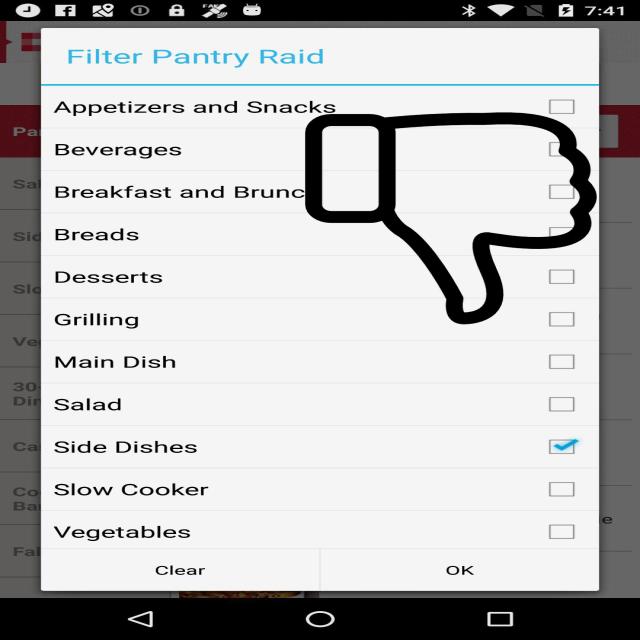 7:41
Filter Pantry Raid
Appetizers and Snacks
Beverages
Breakfast and Brunc
Breads
Desserts
Grilling
Main Dish
Salad
Side Dishes
Slow Cooker
Vegetables
Clear OK